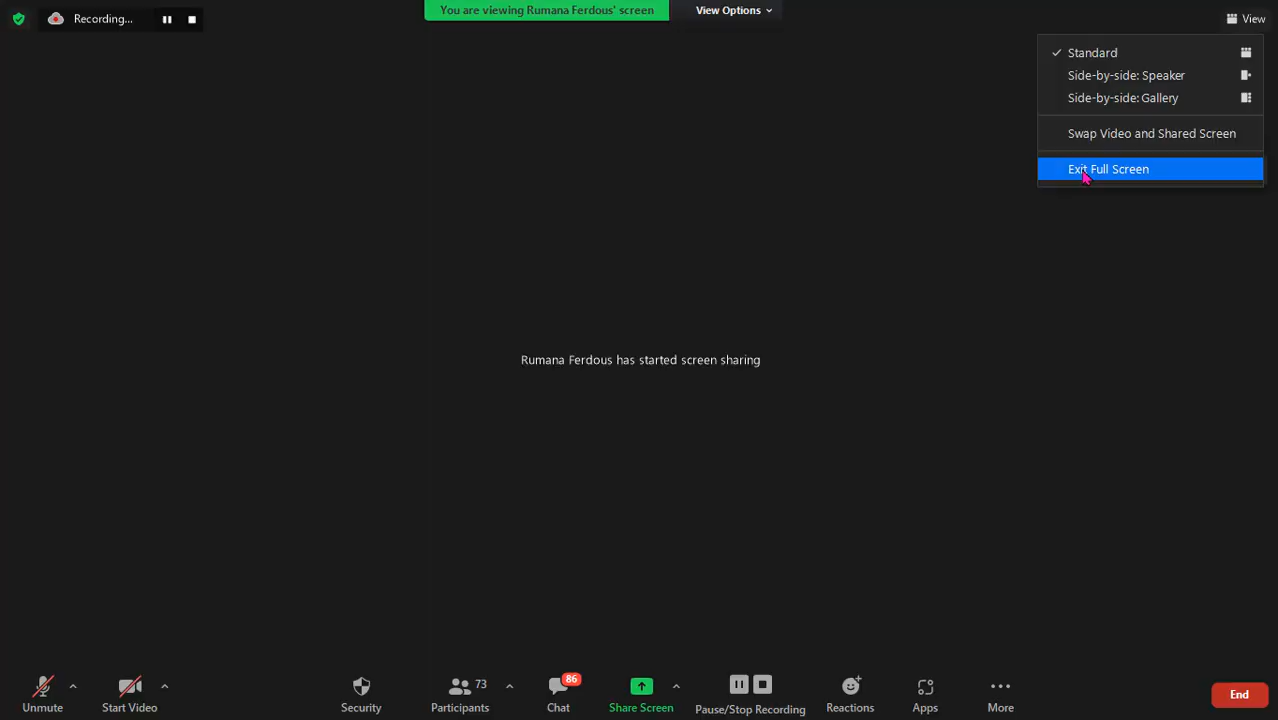 Recording...
You are viewing Rumana Ferdous' screen
View Options
View
Standard
Side-by-side: Speaker
Side-by-side: Gallery
Swap Video and Shared Screen
Exit Full Screen
Rumana Ferdous has started screen sharing
Unmute
Start Video
Security
73
Participants
86
Chat
Share Screen
Pause/Stop Recording
Reactions
Apps
More
End